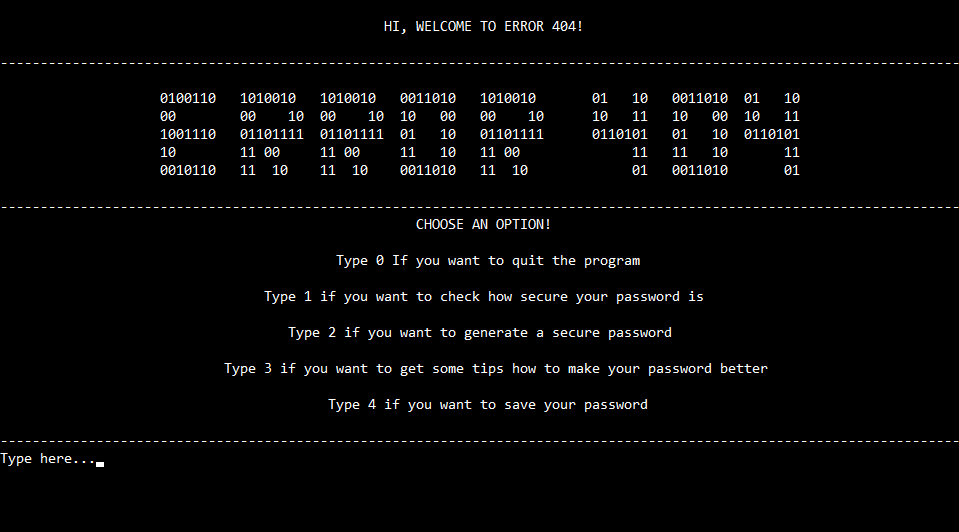 HI, WELCOME TO ERROR 404!
------------------------------------------------------------------------------------------------------------------------
0100110   1010010   1010010   0011010   1010010      01   10   0011010  01   10
00        00    10  00    10  10   00   00    10     10   11   10   00  10   11
1001110   01101111  01101111  01   10   01101111     0110101   01   10  0110101
10        11 00     11 00     11   10   11 00             11   11   10       11
0010110   11  10    11  10    0011010   11  10            01   0011010       01
------------------------------------------------------------------------------------------------------------------------
CHOOSE AN OPTION!
Type 0 If you want to quit the program
Type 1 if you want to check how secure your password is
Type 2 if you want to generate a secure password
Type 3 if you want to get some tips how to make your password better
Type 4 if you want to save your password
------------------------------------------------------------------------------------------------------------------------
Type here...